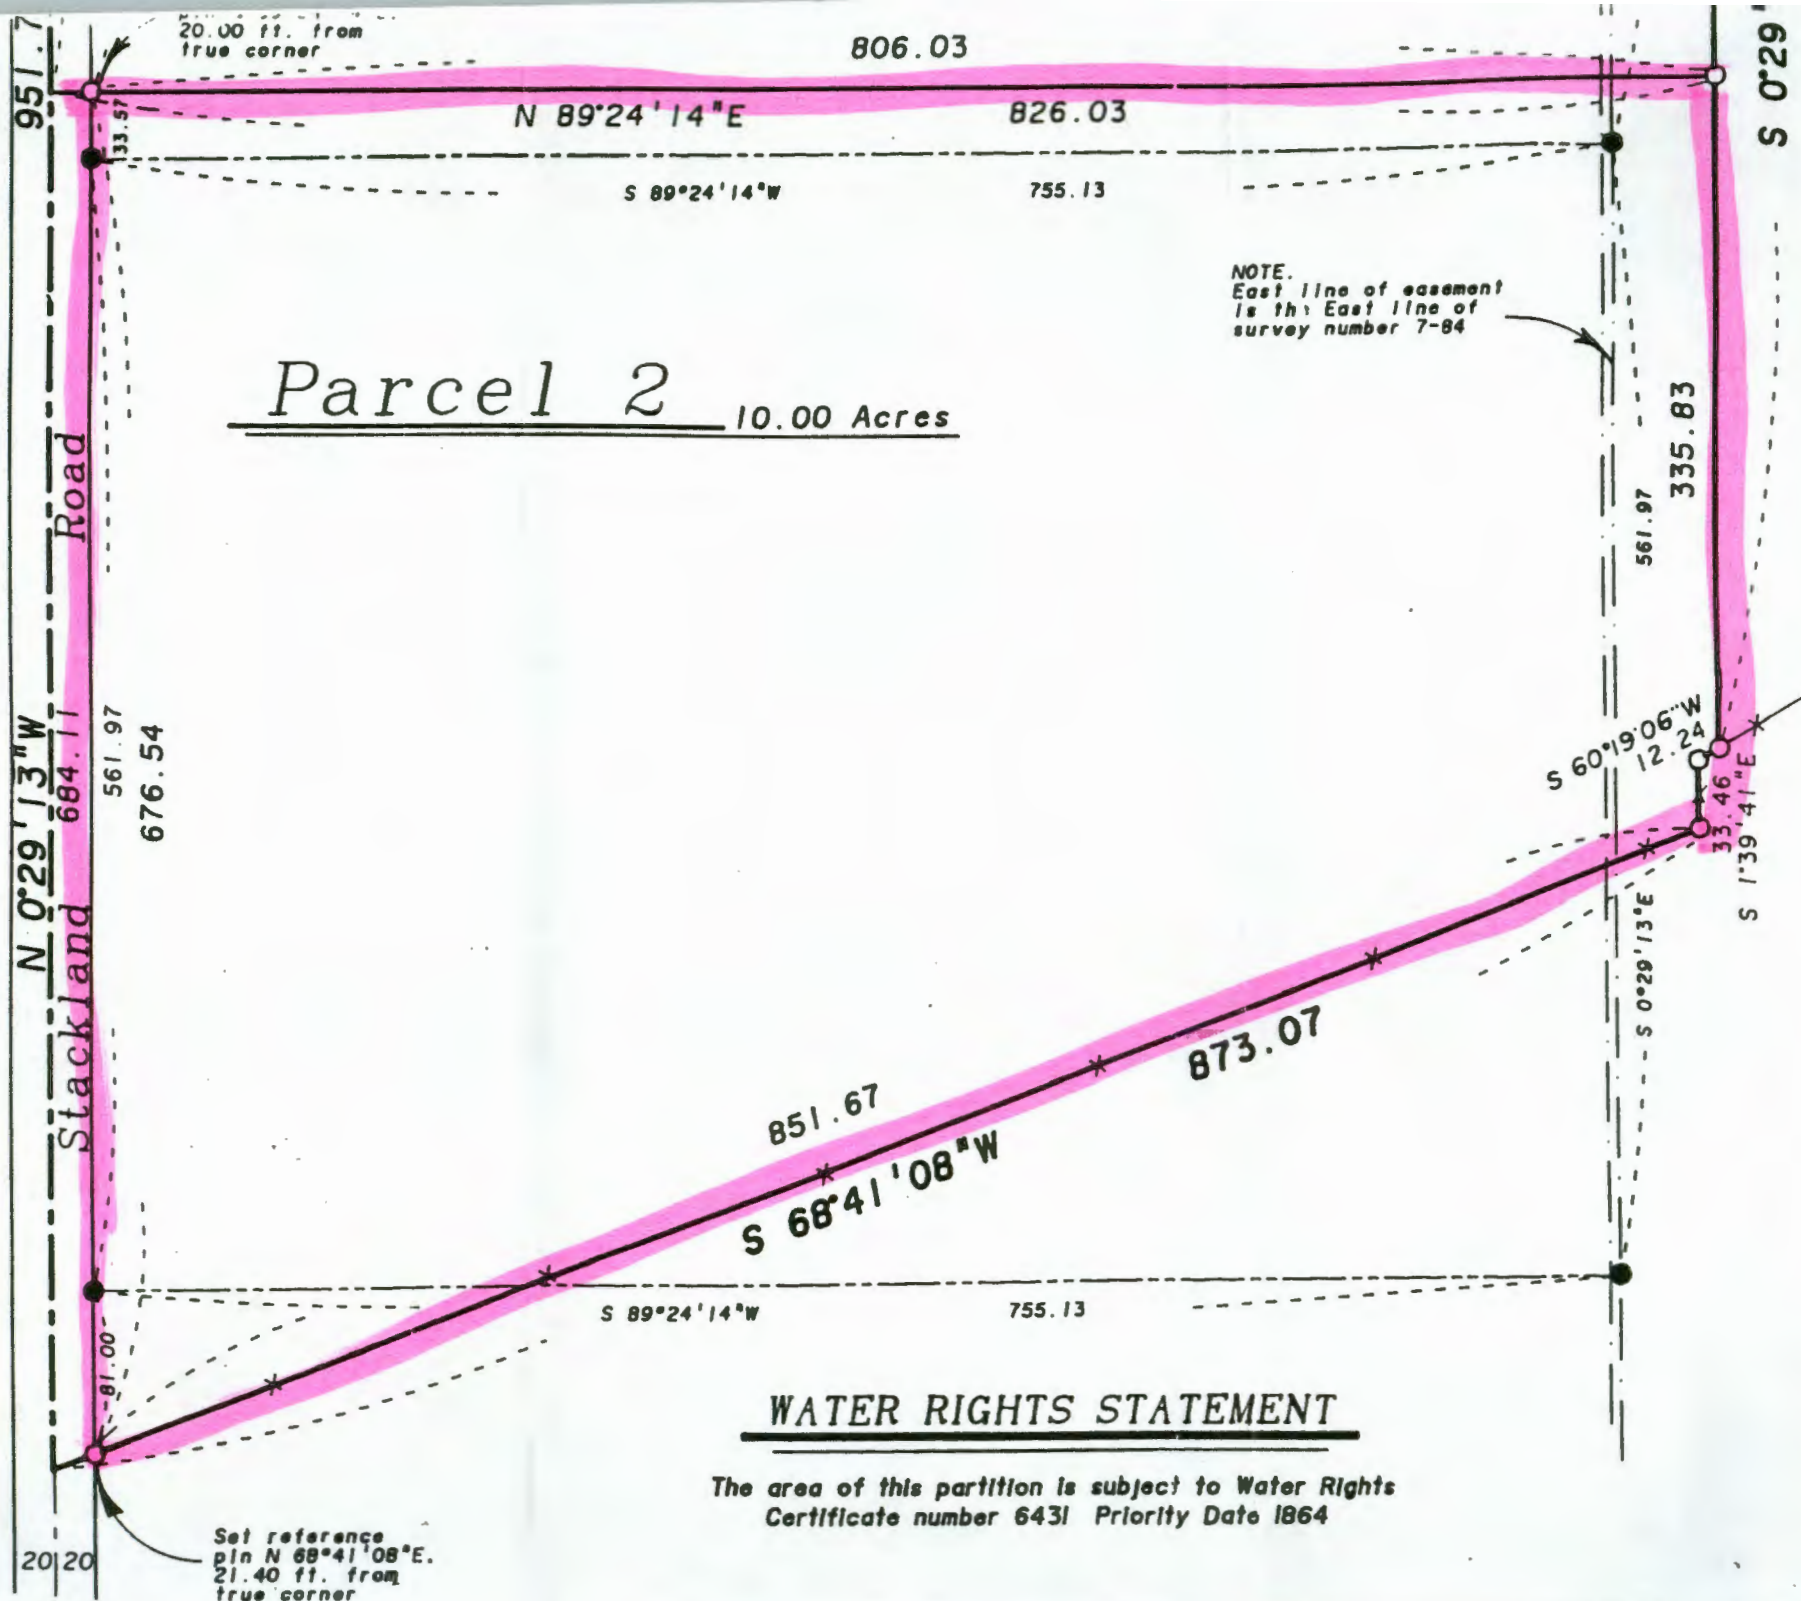 20.00 ft. from
true corner
951.7
806.03
N 89°24'14"E
826.03
S 0°29'
33.57
S 89°24'14"W
755.13
NOTE.
East line of easement
is the East line of
survey number 7-84
Parcel 2
10.00 Acres
335.83
561.97
Stackland Road
684.11
N 0°29'13"W
561.97
676.54
S 60°19'06"W
12.24
33.46
S 1°39'41"E
S 0°29'13"E
873.07
851.67
S 68°41'08"W
S 89°24'14"W
755.13
81.00
WATER RIGHTS STATEMENT
The area of this partition is subject to Water Rights
Certificate number 6431 Priority Date 1864
Set reference
pin N 68°41'08"E.
21.40 ft. from
true corner
20 20